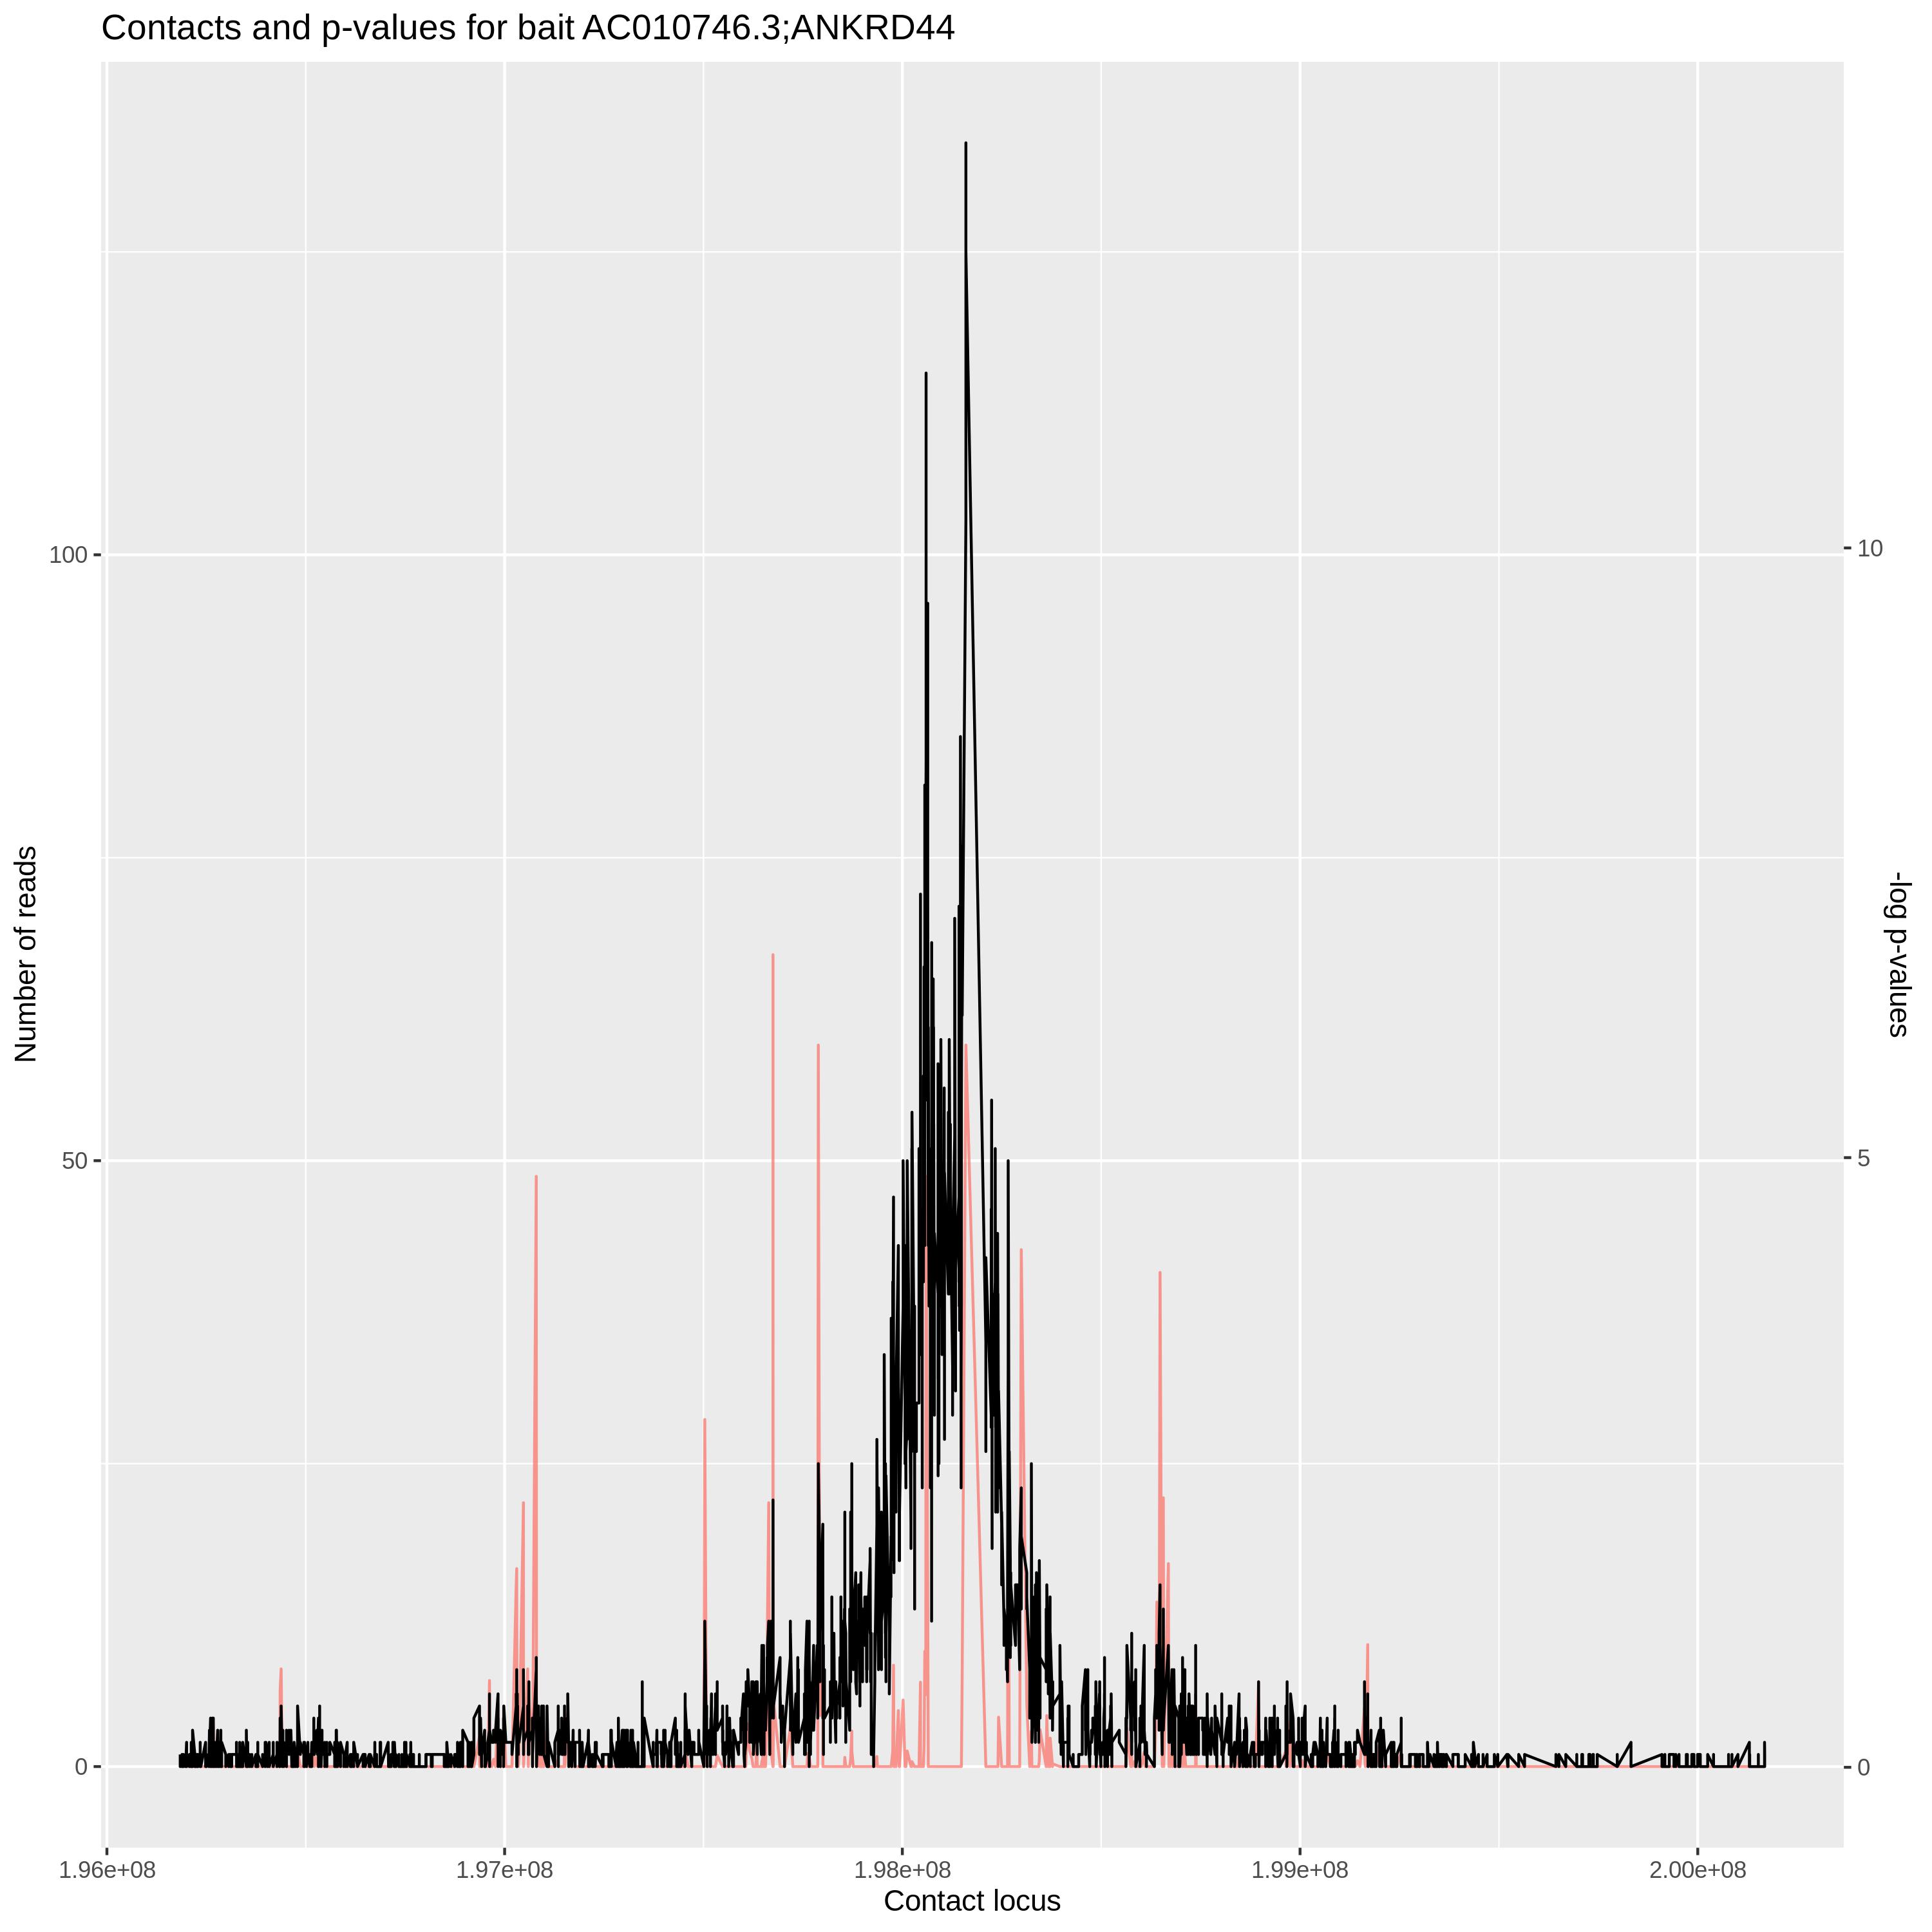 Contacts and p-values for bait AC010746.3;ANKRD44
Number of reads
100
50
0
10
5
0
-log p-values
1.96e+08 1.97e+08 1.98e+08 1.99e+08 2.00e+08
Contact locus